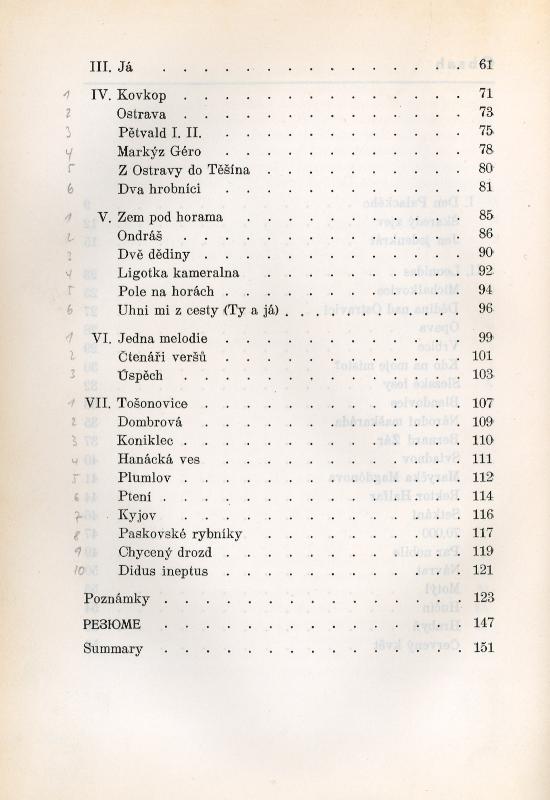 III. Já . . . . . . . . . . . . . . . 61
1 IV. Kovkop . . . . . . . . . . . . . . 71
2 Ostrava . . . . . . . . . . . . . . 73
3 Pětvald I. II. . . . . . . . . . . . . 75
4 Markýz Géro . . . . . . . . . . . . 78
5 Z Ostravy do Těšína . . . . . . . . . . 80
6 Dva hrobníci . . . . . . . . . . . . 81
1 V. Zem pod horama . . . . . . . . . . . 85
2 Ondráš . . . . . . . . . . . . . . 86
3 Dvě dědiny . . . . . . . . . . . . . 90
4 Ligotka kameralna . . . . . . . . . . . 92
5 Pole na horách . . . . . . . . . . . . 94
6 Uhni mi z cesty (Ty a já) . . . . . . . . . 96
1 VI. Jedna melodie . . . . . . . . . . . . 99
2 Čtenáři veršů . . . . . . . . . . . . 101
3 Úspěch . . . . . . . . . . . . . . 103
1 VII. Tošonovice . . . . . . . . . . . . . 107
2 Dombrová . . . . . . . . . . . . . 109
3 Koniklec . . . . . . . . . . . . . . 110
4 Hanácká ves . . . . . . . . . . . . . 111
5 Plumlov . . . . . . . . . . . . . . 112
6 Ptení . . . . . . . . . . . . . . . 114
7 Kyjov . . . . . . . . . . . . . . . 116
8 Paskovské rybníky . . . . . . . . . . . 117
9 Chycený drozd . . . . . . . . . . . . 119
10 Didus ineptus . . . . . . . . . . . . 121
Poznámky . . . . . . . . . . . . . . . 123
РЕЗЮМЕ . . . . . . . . . . . . . . . 147
Summary . . . . . . . . . . . . . . . 151